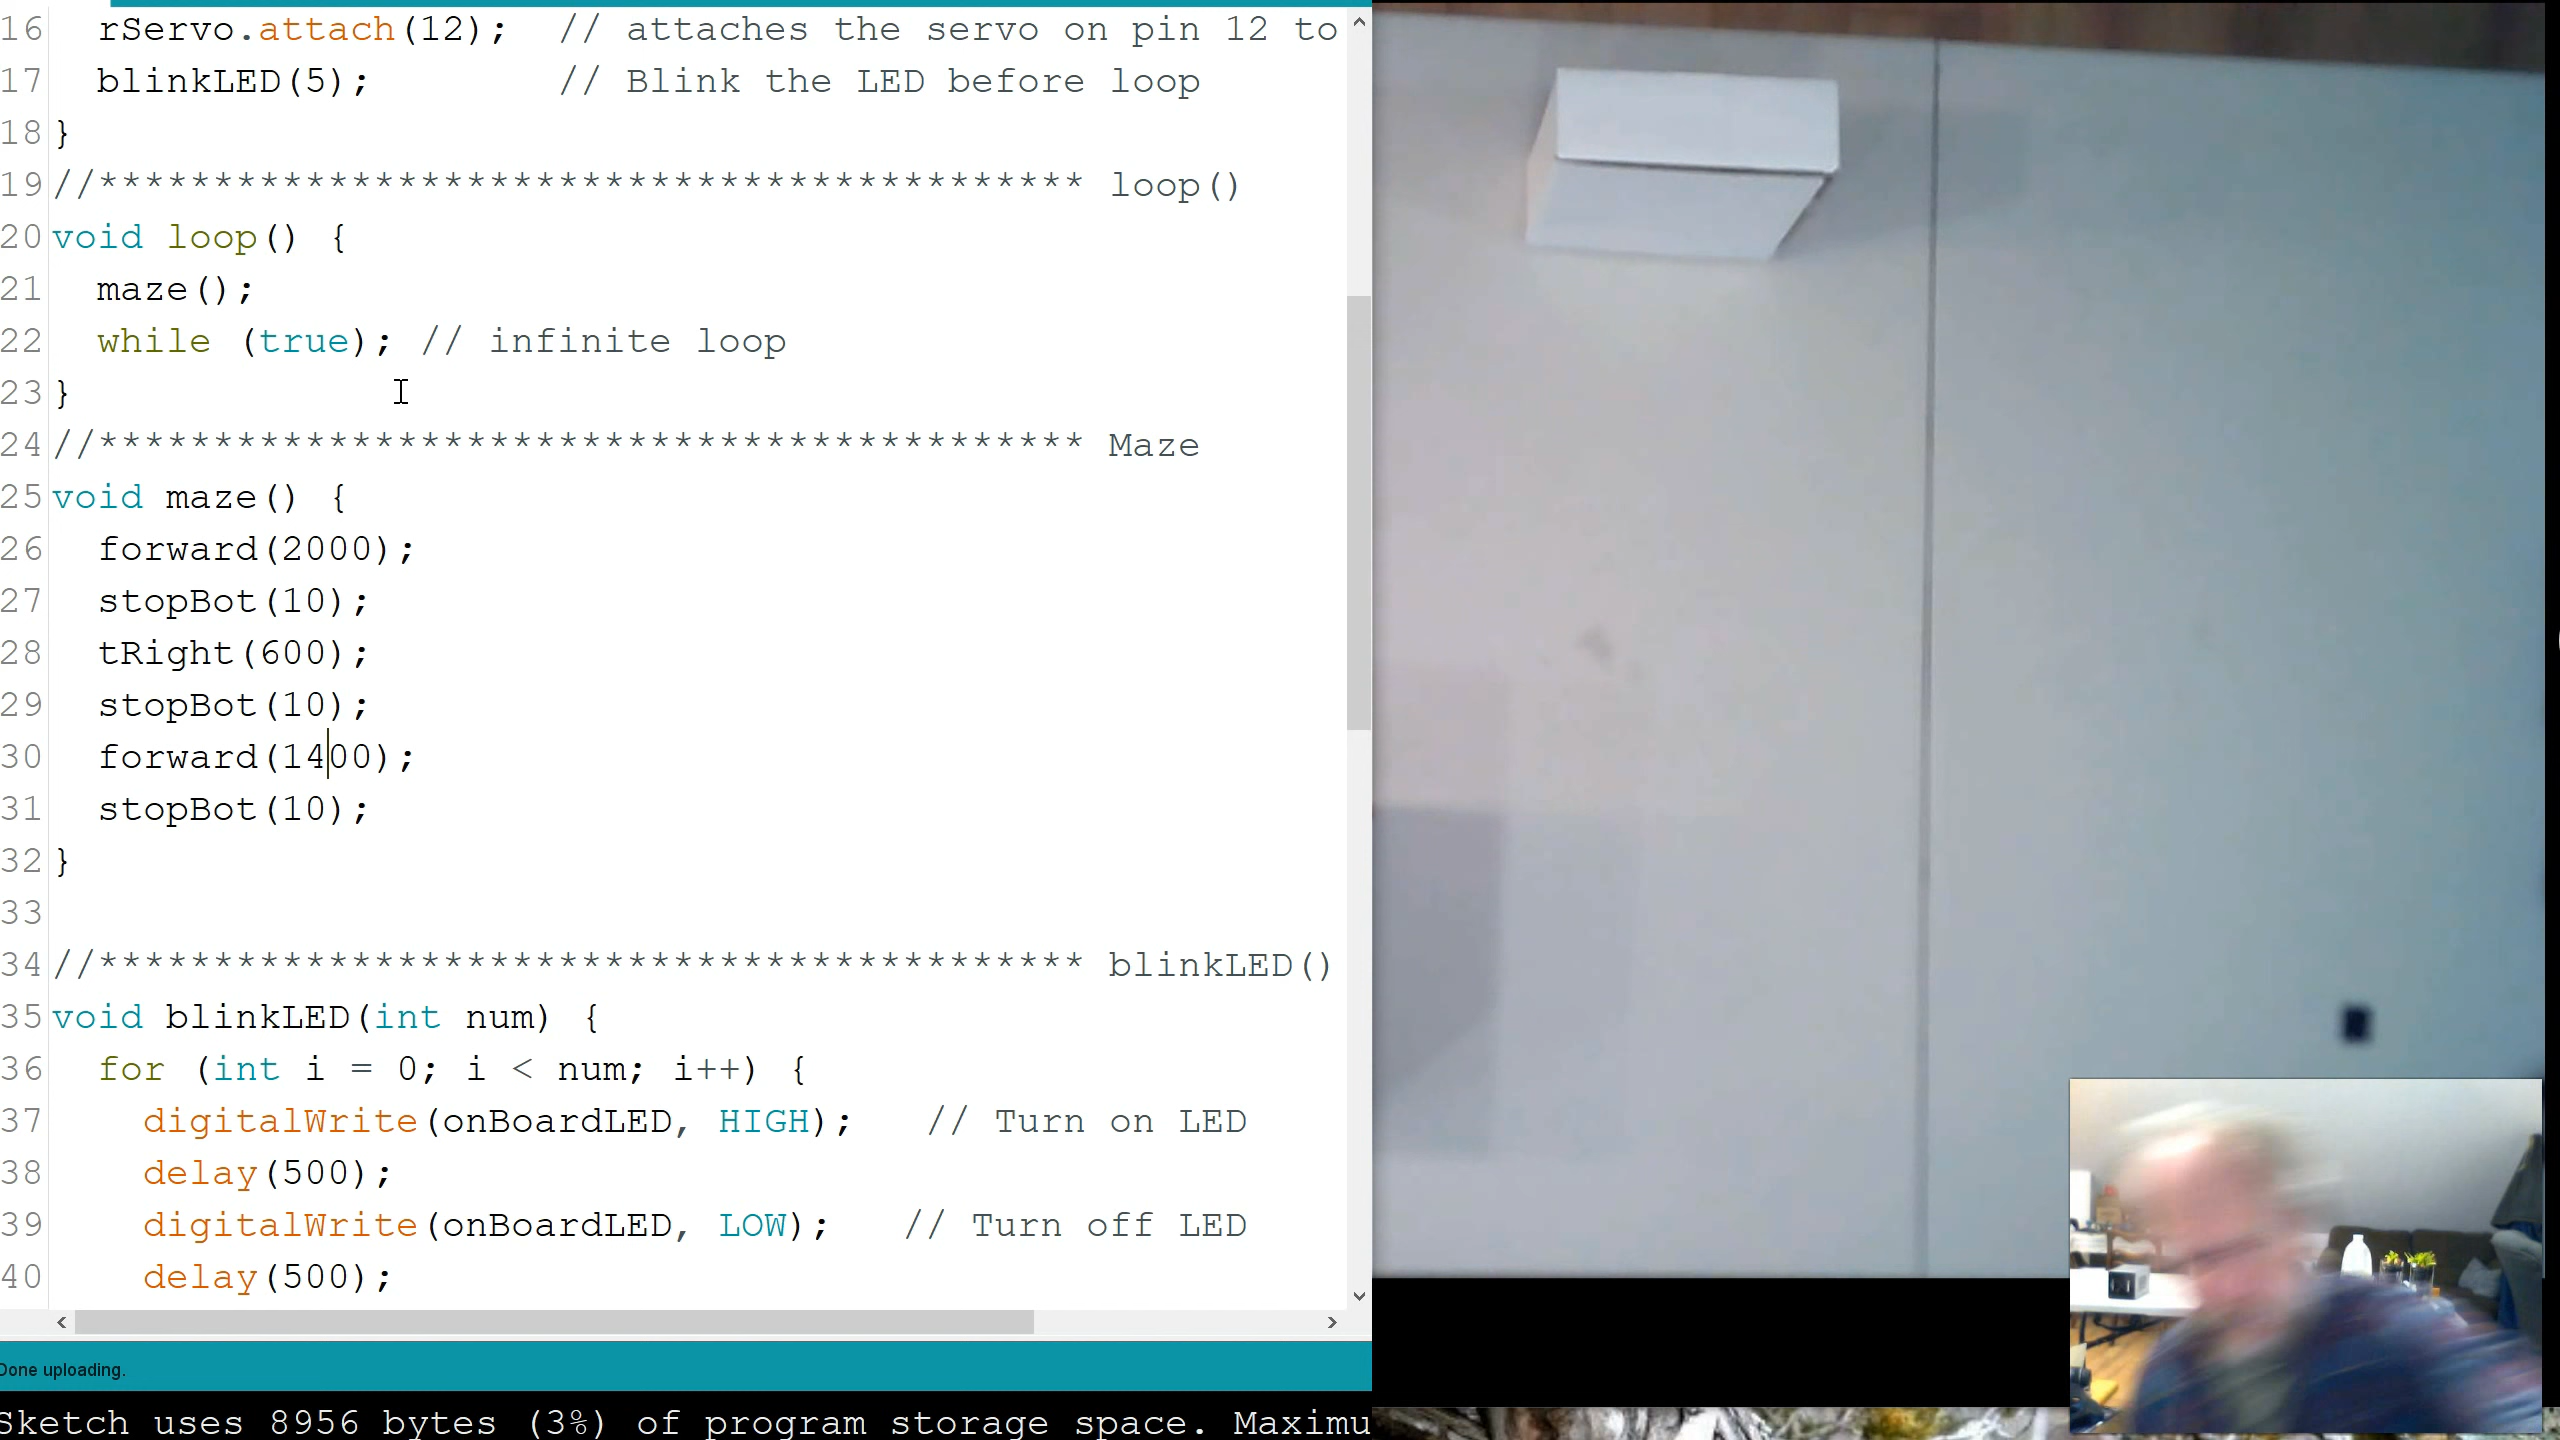 16 rServo.attach(12); // attaches the servo on pin 12 to
17 blinkLED(5); // Blink the LED before loop
18 }
19 //******************************************* loop()
20 void loop() {
21 maze();
22 while (true); // infinite loop
23 }
24 //******************************************* Maze
25 void maze() {
26 forward(2000);
27 stopBot(10);
28 tRight(600);
29 stopBot(10);
30 forward(1400);
31 stopBot(10);
32 }
33
34 //******************************************* blinkLED()
35 void blinkLED(int num) {
36 for (int i = 0; i < num; i++) {
37 digitalWrite(onBoardLED, HIGH); // Turn on LED
38 delay(500);
39 digitalWrite(onBoardLED, LOW); // Turn off LED
40 delay(500);
Done uploading.
Sketch uses 8956 bytes (3%) of program storage space. Maximu